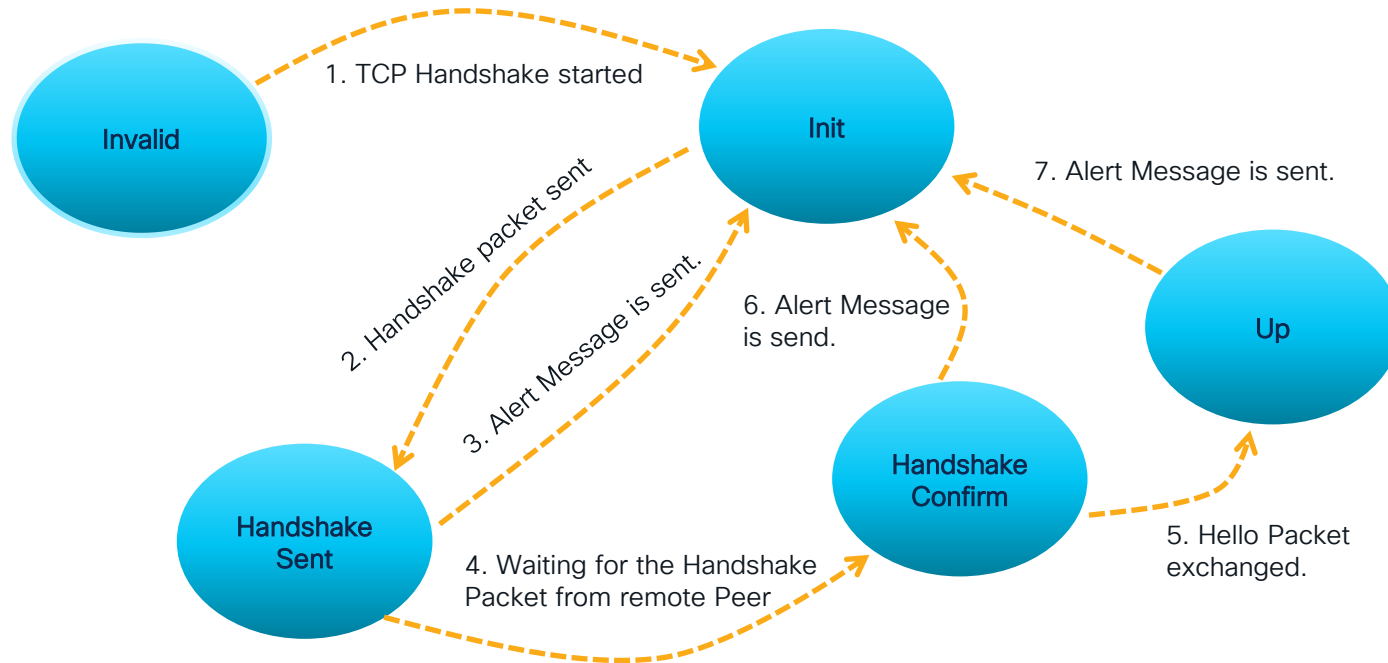 1. TCP Handshake started
Invalid
Init
7. Alert Message is sent.
2. Handshake packet sent
3. Alert Message is sent.
6. Alert Message
is send.
Up
Handshake
Confirm
Handshake
Sent
5. Hello Packet
exchanged.
4. Waiting for the Handshake
Packet from remote Peer